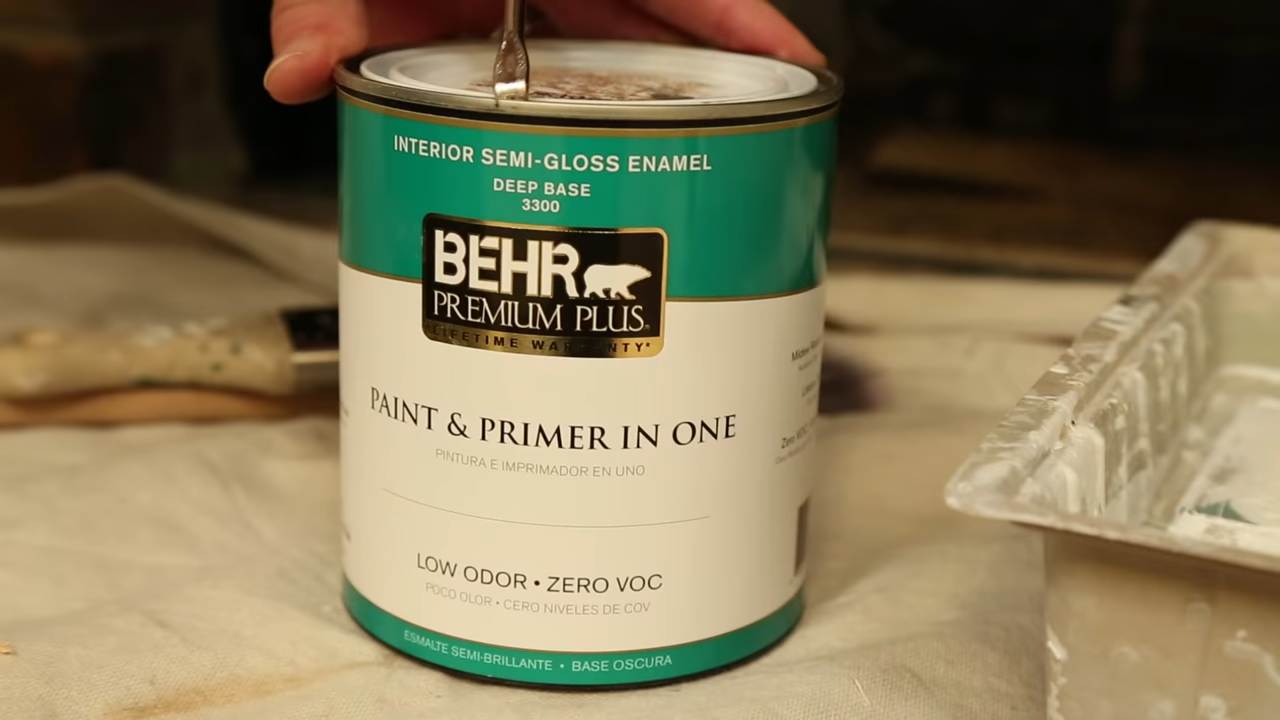 INTERIOR SEMI-GLOSS ENAMEL
DEEP BASE
3300
BEHR
PREMIUM PLUS
LIFETIME WARRANTY*
PAINT & PRIMER IN ONE
PINTURA E IMPRIMADOR EN UNO
LOW ODOR • ZERO VOC
POCO OLOR • CERO NIVELES DE COV
ESMALTE SEMI-BRILLANTE • BASE OSCURA